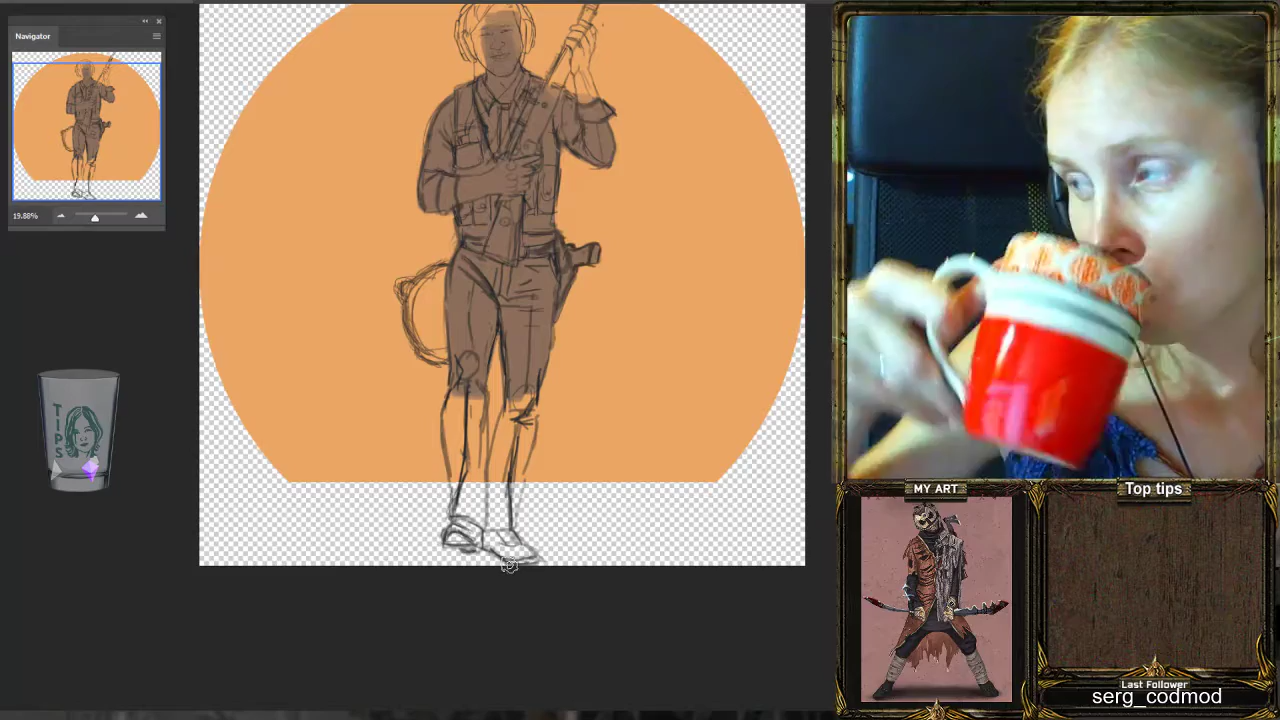 Navigator
19.88%
TIPS
MY ART
Top tips
Last Follower
serg_codmod